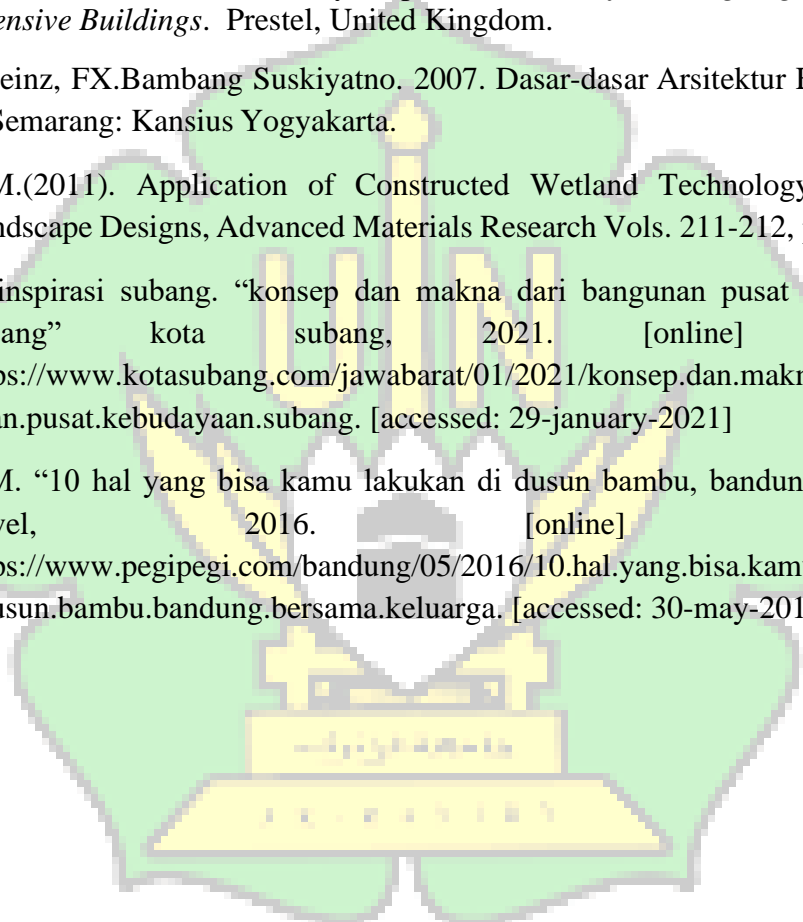 ensive Buildings. Prestel, United Kingdom.
einz, FX.Bambang Suskiyatno. 2007. Dasar-dasar Arsitektur
Semarang: Kansius Yogyakarta.
M.(2011). Application of Constructed Wetland Technology
ndscape Designs, Advanced Materials Research Vols. 211-212,
inspirasi subang. “konsep dan makna dari bangunan pusat
ang” kota subang, 2021. [online]
ps://www.kotasubang.com/jawabarat/01/2021/konsep.dan.makn
an.pusat.kebudayaan.subang. [accessed: 29-january-2021]
M. “10 hal yang bisa kamu lakukan di dusun bambu, bandun
vel, 2016. [online]
ps://www.pegipegi.com/bandung/05/2016/10.hal.yang.bisa.kam
usun.bambu.bandung.bersama.keluarga. [accessed: 30-may-201
UIN